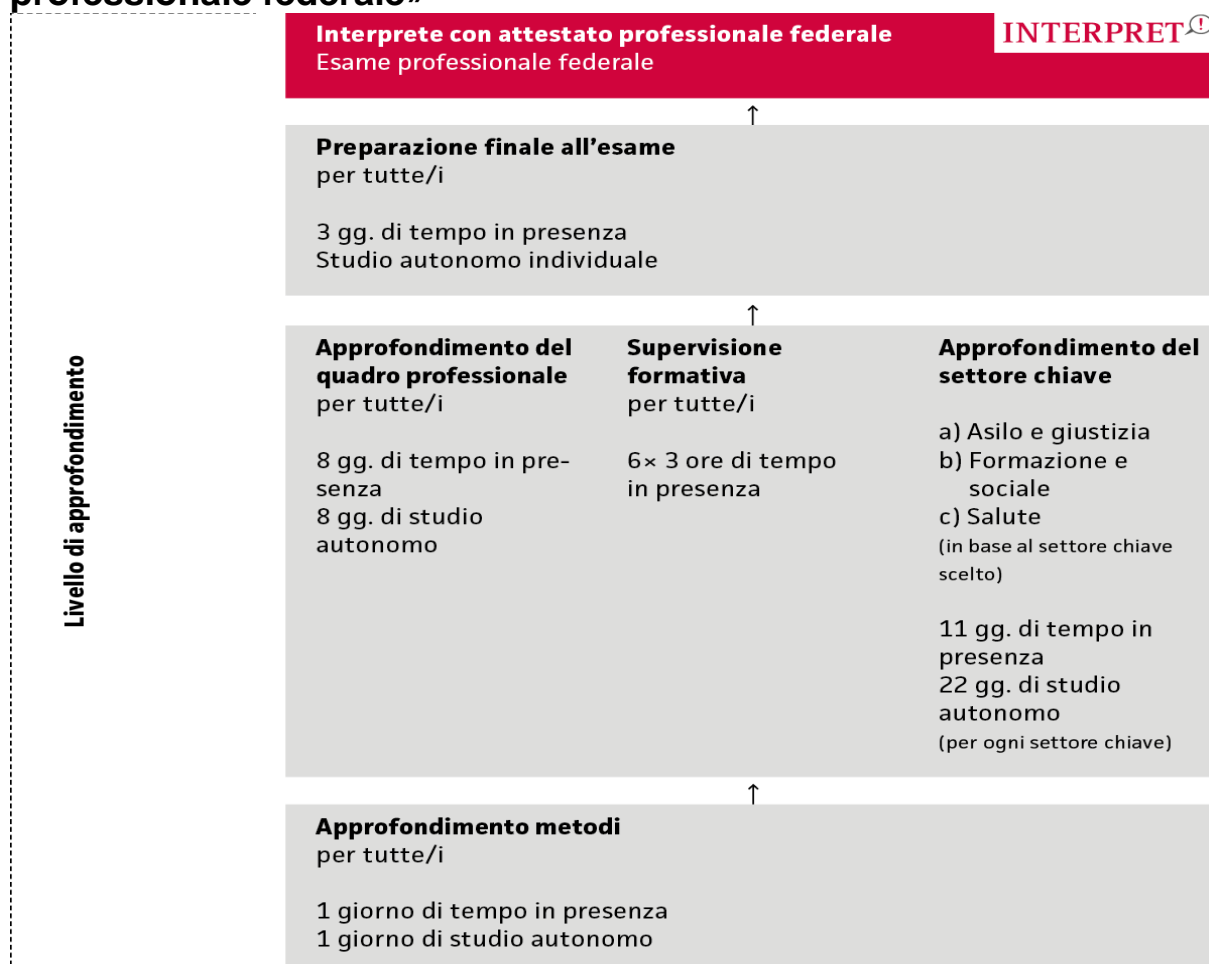 professionale federale»
Interprete con attestato professionale federale
Esame professionale federale
INTERPRET!
↑
Preparazione finale all'esame
per tutte/i
3 gg. di tempo in presenza
Studio autonomo individuale
↑
Approfondimento del
quadro professionale
per tutte/i
8 gg. di tempo in pre-
senza
8 gg. di studio
autonomo
Supervisione
formativa
per tutte/i
6× 3 ore di tempo
in presenza
Approfondimento del
settore chiave
a) Asilo e giustizia
b) Formazione e
sociale
c) Salute
(in base al settore chiave
scelto)
11 gg. di tempo in
presenza
22 gg. di studio
autonomo
(per ogni settore chiave)
Livello di approfondimento
↑
Approfondimento metodi
per tutte/i
1 giorno di tempo in presenza
1 giorno di studio autonomo